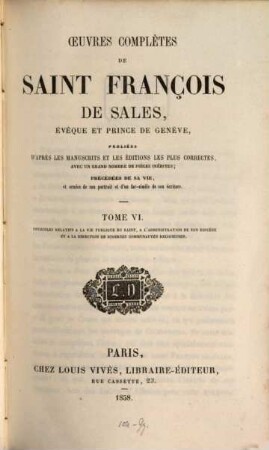 ŒUVRES COMPLÈTES
DE
SAINT FRANÇOIS
DE SALES,
ÉVÊQUE ET PRINCE DE GENÈVE,
PUBLIÉES
D'APRÈS LES MANUSCRITS ET LES ÉDITIONS LES PLUS CORRECTES,
AVEC UN GRAND NOMBRE DE PIÈCES INÉDITES;
PRÉCÉDÉES DE SA VIE,
et ornées de son portrait et d'un fac-simile de son écriture.
TOME VI.
OPUSCULES RELATIFS A LA VIE PUBLIQUE DU SAINT, A L'ADMINISTRATION DE SON DIOCÈSE
ET A LA DIRECTION DE DIVERSES COMMUNAUTÉS RELIGIEUSES.
L.V
PARIS,
CHEZ LOUIS VIVÈS, LIBRAIRE-ÉDITEUR,
RUE CASSETTE, 23.
1858.